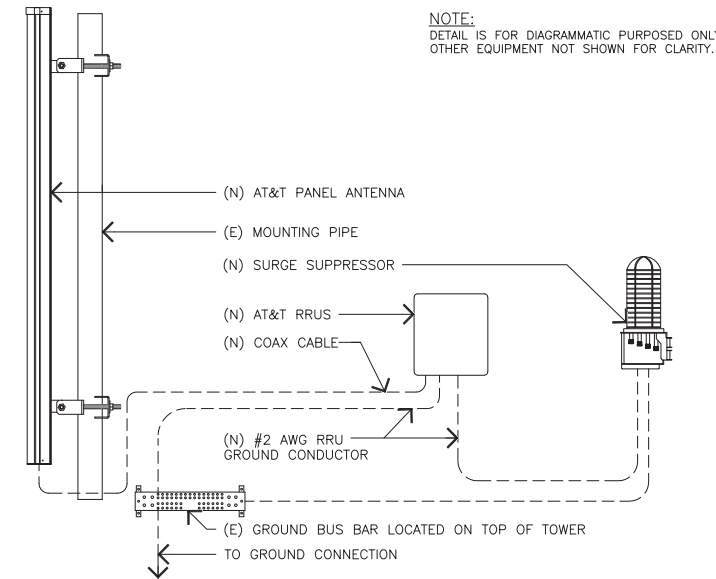 NOTE:
DETAIL IS FOR DIAGRAMMATIC PURPOSED ONLY
OTHER EQUIPMENT NOT SHOWN FOR CLARITY.
(N) AT&T PANEL ANTENNA
(E) MOUNTING PIPE
(N) SURGE SUPPRESSOR
(N) AT&T RRUS
(N) COAX CABLE
(N) #2 AWG RRU
GROUND CONDUCTOR
(E) GROUND BUS BAR LOCATED ON TOP OF TOWER
TO GROUND CONNECTION